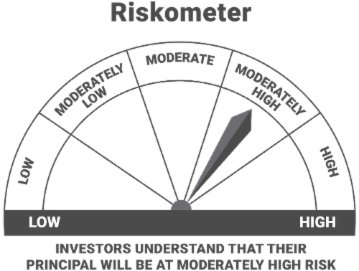 Riskometer
MODERATE
MODERATELY
LOW
MODERATELY
HIGH
LOW
HIGH
LOW
HIGH
INVESTORS UNDERSTAND THAT THEIR
PRINCIPAL WILL BE AT MODERATELY HIGH RISK